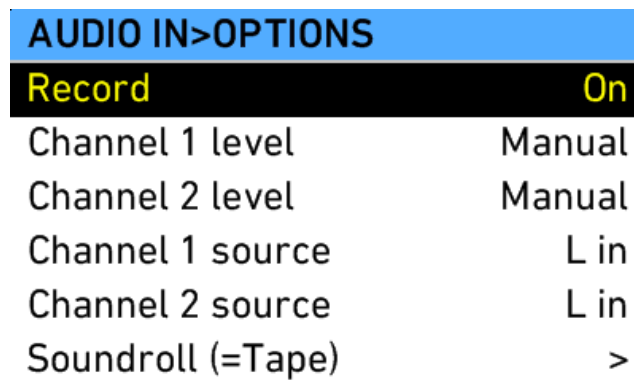 AUDIO IN>OPTIONS
Record On
Channel 1 level Manual
Channel 2 level Manual
Channel 1 source L in
Channel 2 source L in
Soundroll (=Tape) >